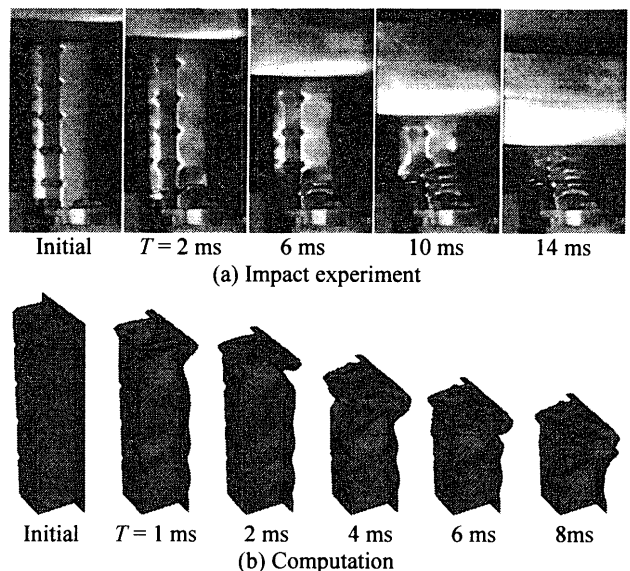 Initial T = 2 ms 6 ms 10 ms 14 ms
(a) Impact experiment
Initial T = 1 ms 2 ms 4 ms 6 ms 8ms
(b) Computation